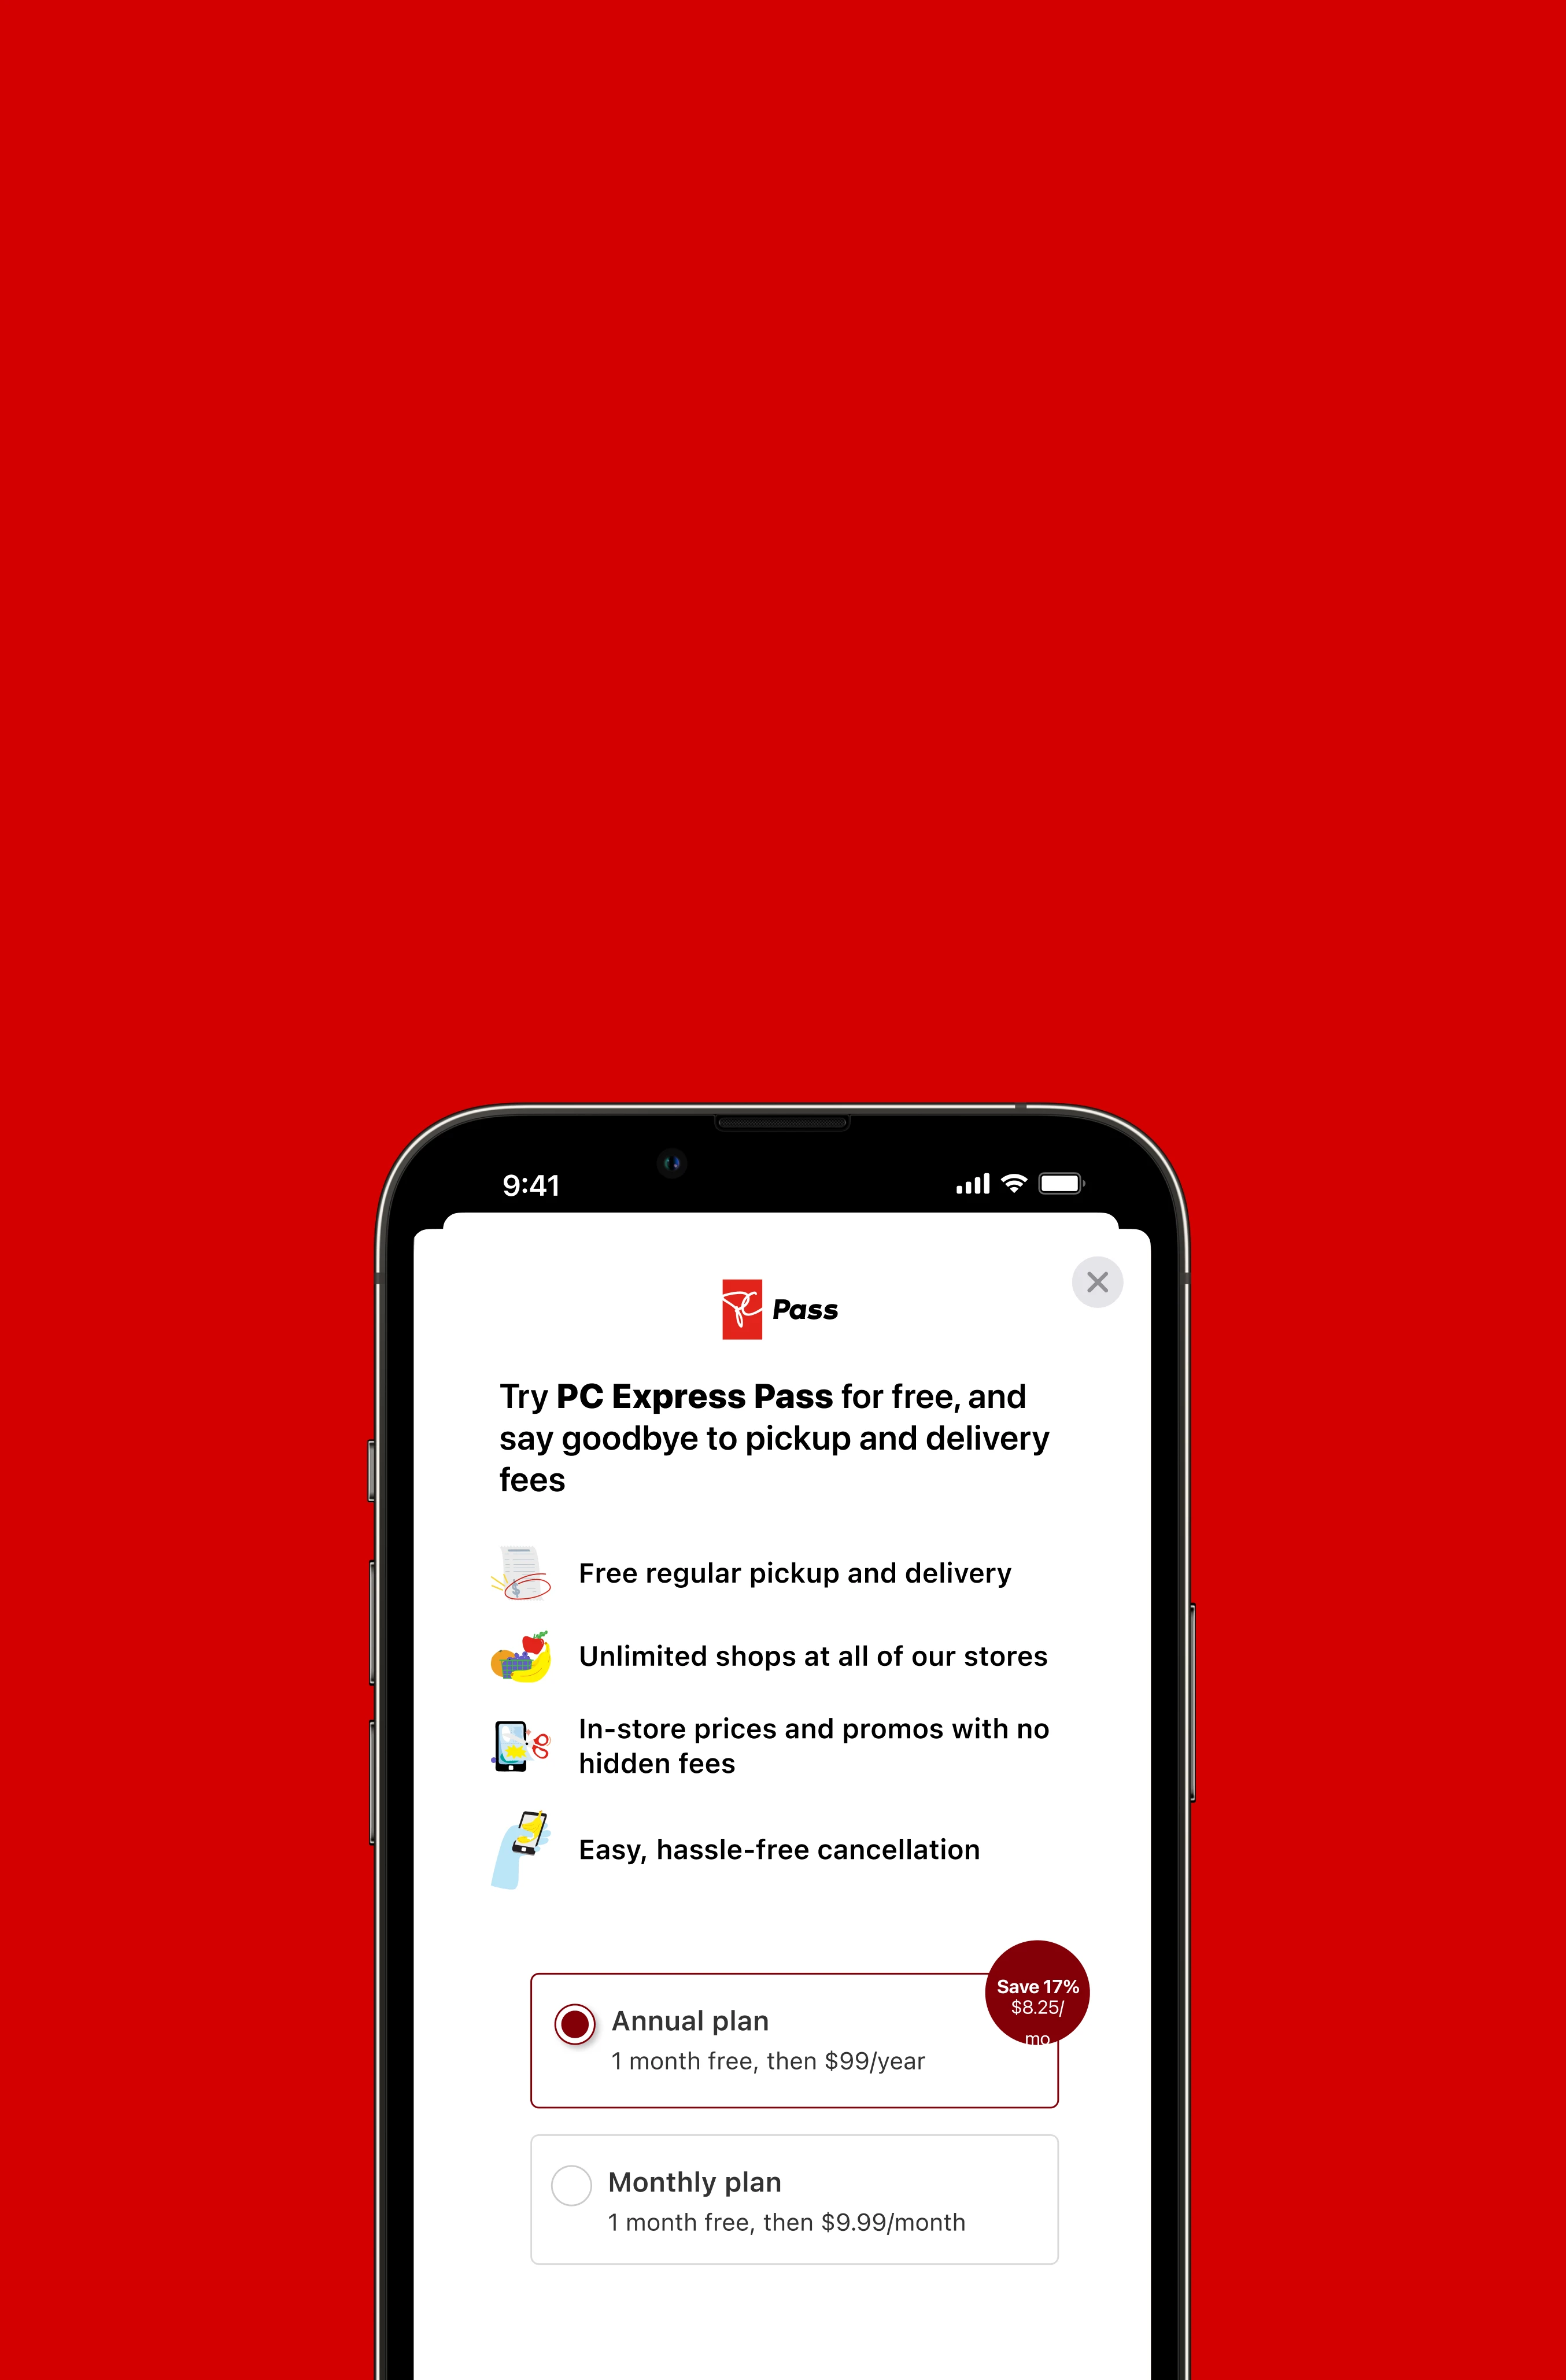 9:41
Pass
Try PC Express Pass for free, and
say goodbye to pickup and delivery
fees
Free regular pickup and delivery
Unlimited shops at all of our stores
In-store prices and promos with no
hidden fees
Easy, hassle-free cancellation
Save 17%
$8.25/
mo
Annual plan
1 month free, then $99/year
Monthly plan
1 month free, then $9.99/month